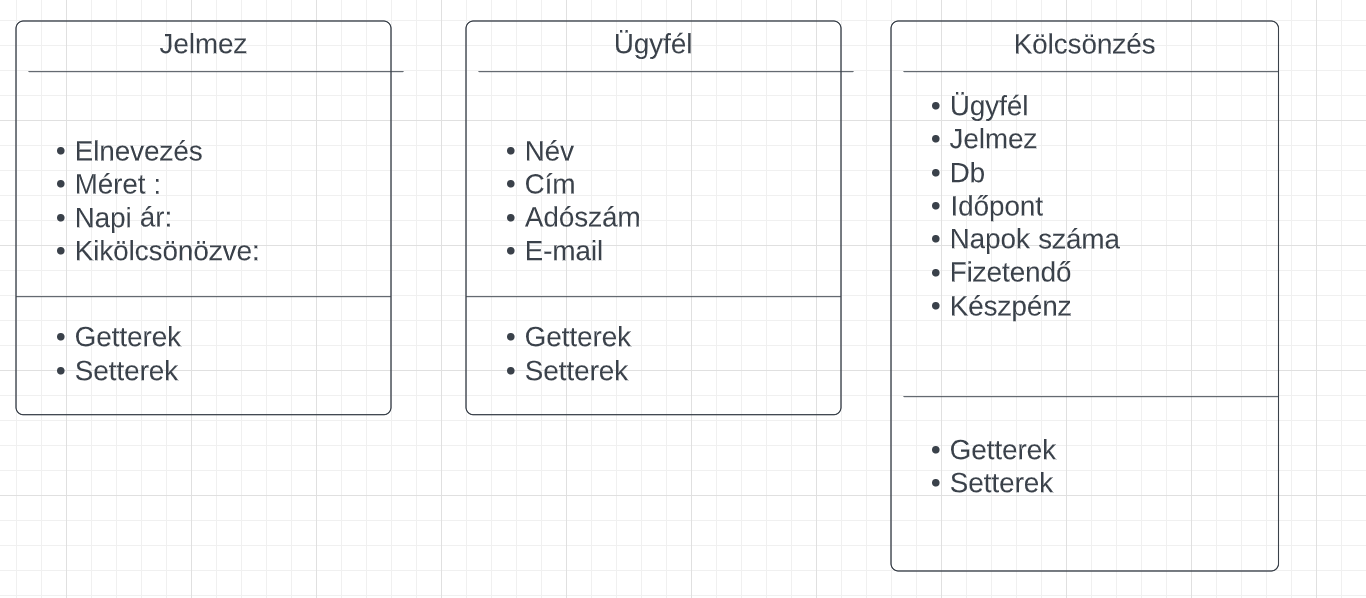 Jelmez
• Elnevezés
• Méret :
• Napi ár:
• Kikölcsönözve:
• Getterek
• Setterek
Ügyfél
• Név
• Cím
• Adószám
• E-mail
• Getterek
• Setterek
Kölcsönzés
• Ügyfél
• Jelmez
• Db
• Időpont
• Napok száma
• Fizetendő
• Készpénz
• Getterek
• Setterek